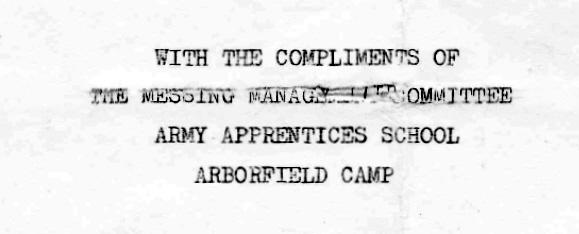 WITH THE COMPLIMENTS OF
THE MESSING COMMITTEE
ARMY APPRENTICES SCHOOL
ARBORFIELD CAMP